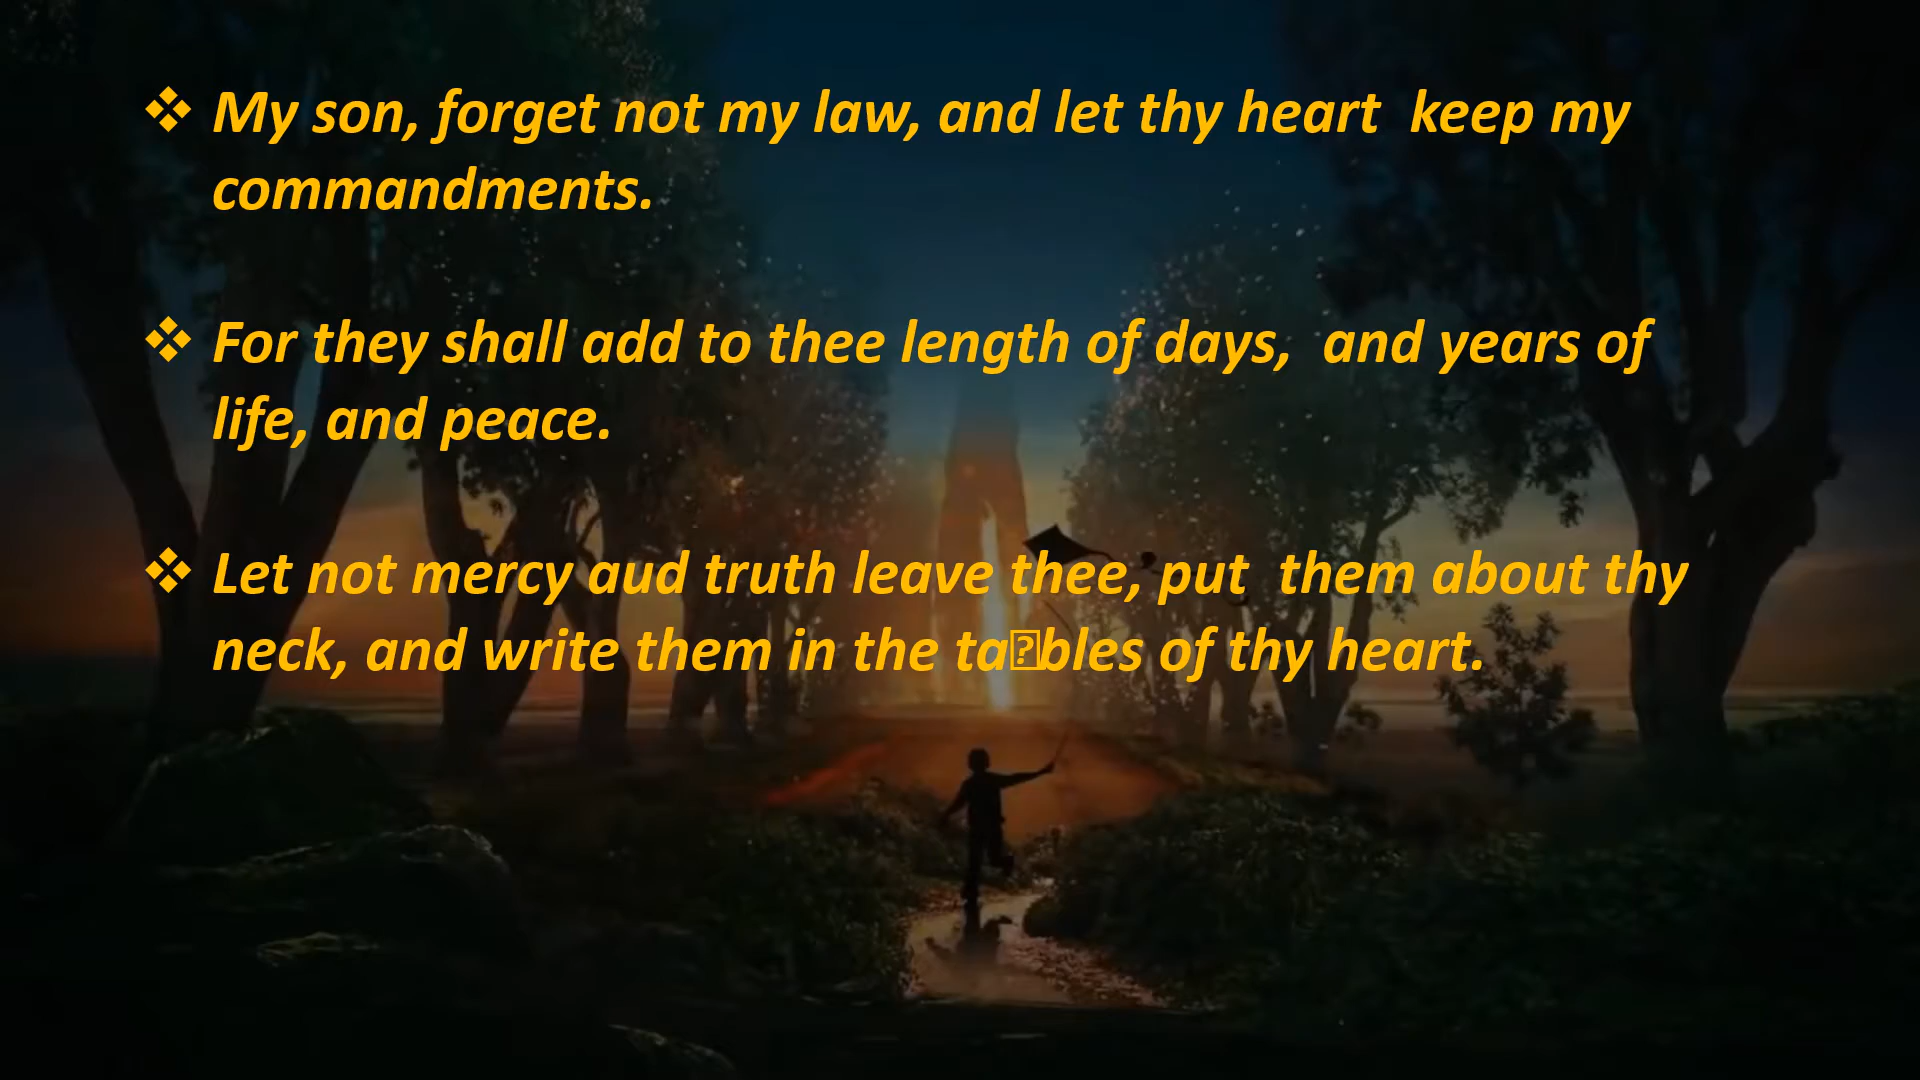 ❖ My son, forget not my law, and let thy heart  keep my
commandments.
❖ For they shall add to thee length of days,  and years of
life, and peace.
❖ Let not mercy aud truth leave thee, put  them about thy
neck, and write them in the ta�bles of thy heart.